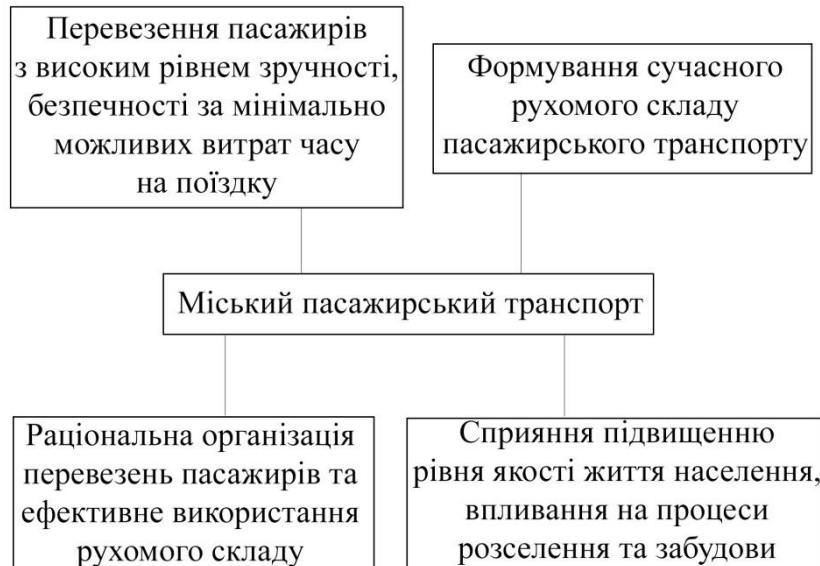 Перевезення пасажирів
з високим рівнем зручності,
безпечності за мінімально
можливих витрат часу
на поїздку
Формування сучасного
рухомого складу
пасажирського транспорту
Міський пасажирський транспорт
Раціональна організація
перевезень пасажирів та
ефективне використання
рухомого складу
Сприяння підвищенню
рівня якості життя населення,
впливання на процеси
розселення та забудови